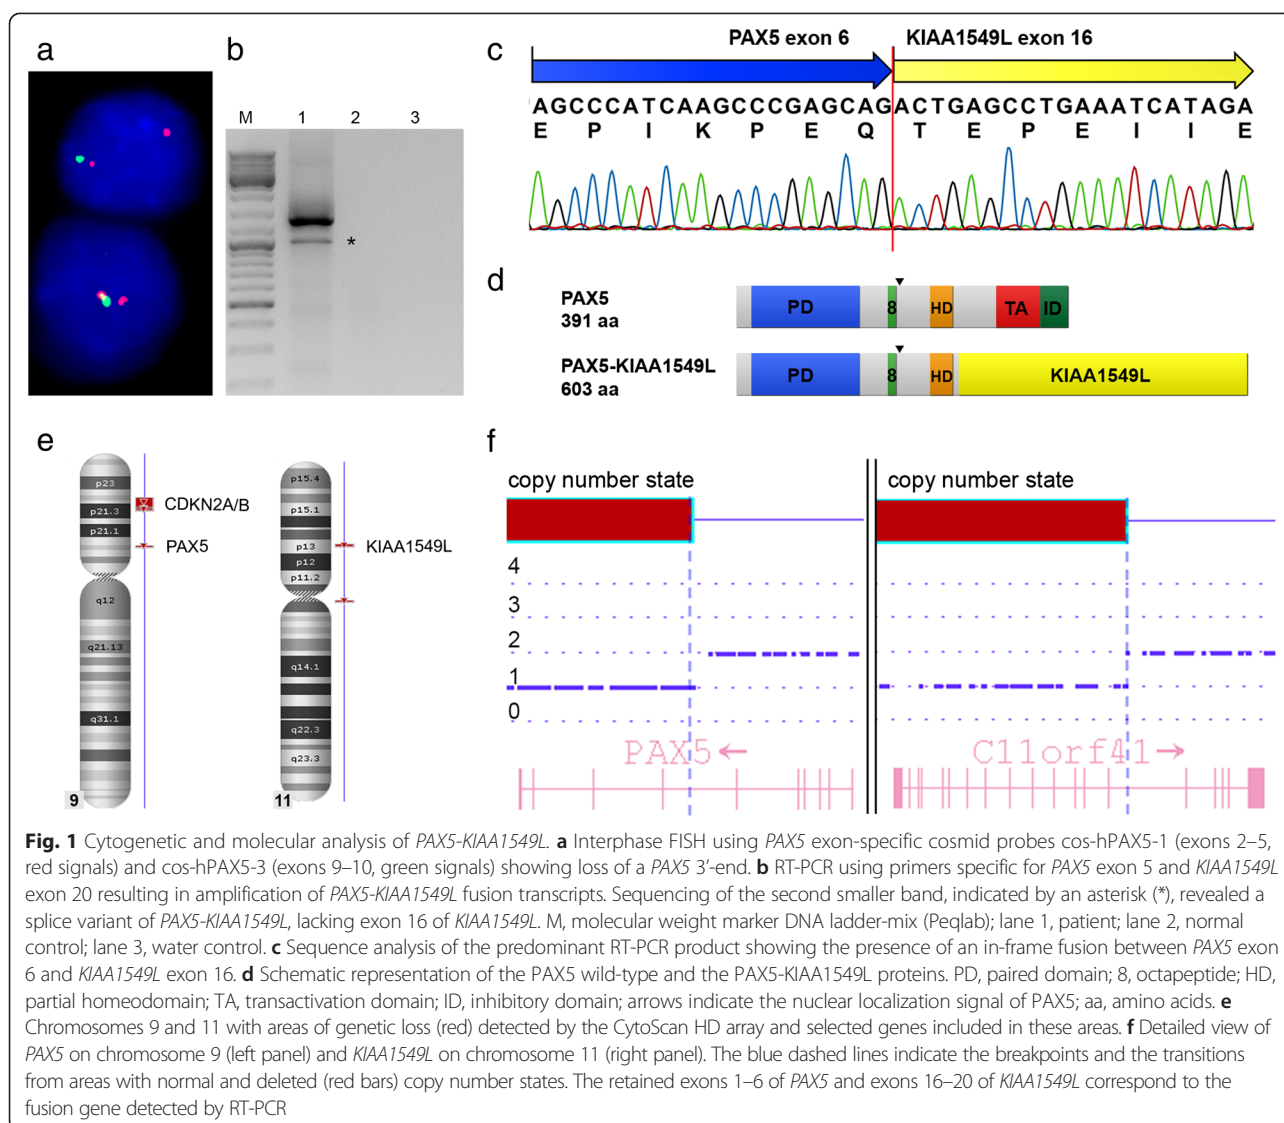 a
b
c
M 1 2 3
*
PAX5 exon 6 KIAA1549L exon 16
AGCCCATCAAGCCCGAGCAGACTGAGCCTGAAATCATAGA
E P I K P E Q T E P E I I E
d
PAX5
391 aa
PD 8 HD TA ID
PAX5-KIAA1549L
603 aa
PD 8 HD KIAA1549L
e
p23
p21.3
p21.1
q12
q21.13
q31.1
9
CDKN2A/B
PAX5
p15.4
p15.1
p13
p12
p11.2
q14.1
q22.3
q23.3
11
KIAA1549L
f
copy number state
copy number state
4
3
2
1
0
PAX5←
C11orf41→
Fig. 1 Cytogenetic and molecular analysis of PAX5-KIAA1549L. a Interphase FISH using PAX5 exon-specific cosmid probes cos-hPAX5-1 (exons 2–5,
red signals) and cos-hPAX5-3 (exons 9–10, green signals) showing loss of a PAX5 3’-end. b RT-PCR using primers specific for PAX5 exon 5 and KIAA1549L
exon 20 resulting in amplification of PAX5-KIAA1549L fusion transcripts. Sequencing of the second smaller band, indicated by an asterisk (*), revealed a
splice variant of PAX5-KIAA1549L, lacking exon 16 of KIAA1549L. M, molecular weight marker DNA ladder-mix (Peqlab); lane 1, patient; lane 2, normal
control; lane 3, water control. c Sequence analysis of the predominant RT-PCR product showing the presence of an in-frame fusion between PAX5 exon
6 and KIAA1549L exon 16. d Schematic representation of the PAX5 wild-type and the PAX5-KIAA1549L proteins. PD, paired domain; 8, octapeptide; HD,
partial homeodomain; TA, transactivation domain; ID, inhibitory domain; arrows indicate the nuclear localization signal of PAX5; aa, amino acids. e
Chromosomes 9 and 11 with areas of genetic loss (red) detected by the CytoScan HD array and selected genes included in these areas. f Detailed view of
PAX5 on chromosome 9 (left panel) and KIAA1549L on chromosome 11 (right panel). The blue dashed lines indicate the breakpoints and the transitions
from areas with normal and deleted (red bars) copy number states. The retained exons 1–6 of PAX5 and exons 16–20 of KIAA1549L correspond to the
fusion gene detected by RT-PCR